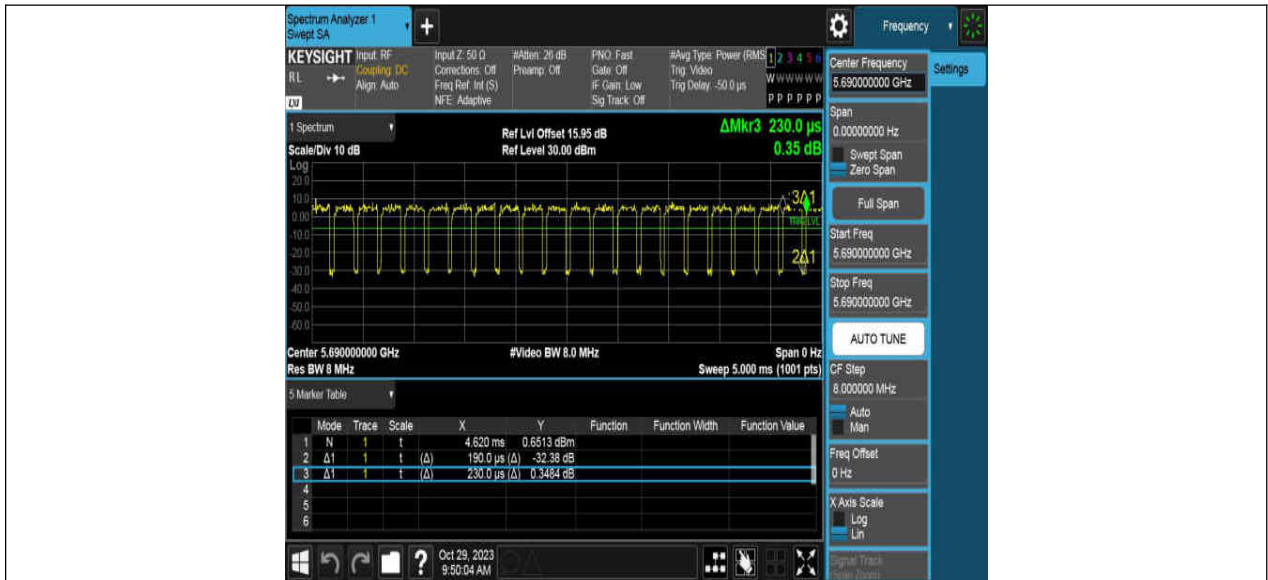 Spectrum Analyzer 1
Swept SA
+
Frequency
KEYSIGHT
RL
LXI
Input: RF
Coupling: DC
Align: Auto
Input Z: 50 Ω
Corrections: Off
Freq Ref: Int (S)
NFE: Adaptive
#Atten: 26 dB
Preamp: Off
PNO: Fast
Gate: Off
IF Gain: Low
Sig Track: Off
#Avg Type: Power (RMS
Trig: Video
Trig Delay: -50.0 µs
1 2 3 4 5 6
W W W W W W
P P P P P P
1 Spectrum
Scale/Div 10 dB
Ref Lvl Offset 15.95 dB
Ref Level 30.00 dBm
ΔMkr3 230.0 µs
0.35 dB
Log
20.0
10.0
0.00
-10.0
-20.0
-30.0
-40.0
-50.0
-60.0
3Δ1
TRIG LVL
2Δ1
Center 5.690000000 GHz
#Video BW 8.0 MHz
Span 0 Hz
Res BW 8 MHz
Sweep 5.000 ms (1001 pts)
5 Marker Table
Mode Trace Scale X Y Function Function Width Function Value
1 N 1 t 4.620 ms 0.6513 dBm
2 Δ1 1 t (Δ) 190.0 µs (Δ) -32.38 dB
3 Δ1 1 t (Δ) 230.0 µs (Δ) 0.3484 dB
4
5
6
?
Oct 29, 2023
9:50:04 AM
Center Frequency
5.690000000 GHz
Settings
Span
0.00000000 Hz
Swept Span
Zero Span
Full Span
Start Freq
5.690000000 GHz
Stop Freq
5.690000000 GHz
AUTO TUNE
CF Step
8.000000 MHz
Auto
Man
Freq Offset
0 Hz
X Axis Scale
Log
Lin
Signal Track
(Span Zoom)